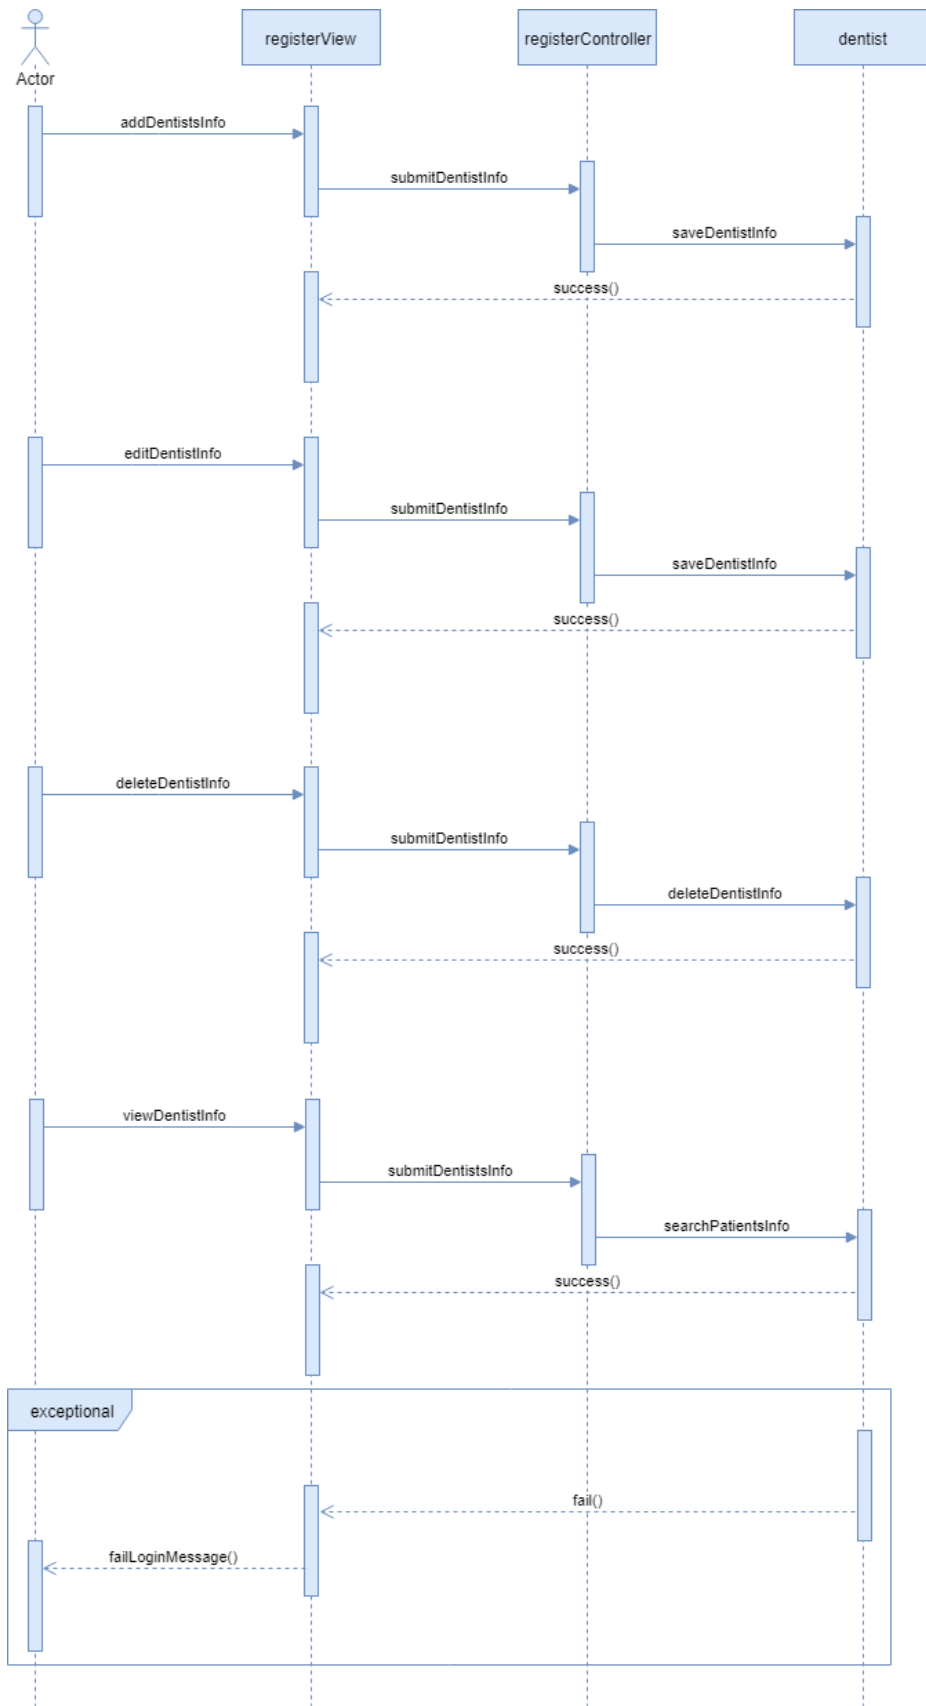 registerView
registerController
dentist
Actor
addDentistsInfo
submitDentistInfo
saveDentistInfo
success()
editDentistInfo
submitDentistInfo
saveDentistInfo
success()
deleteDentistInfo
submitDentistInfo
deleteDentistInfo
success()
viewDentistInfo
submitDentistsInfo
searchPatientsInfo
success()
exceptional
fail()
failLoginMessage()